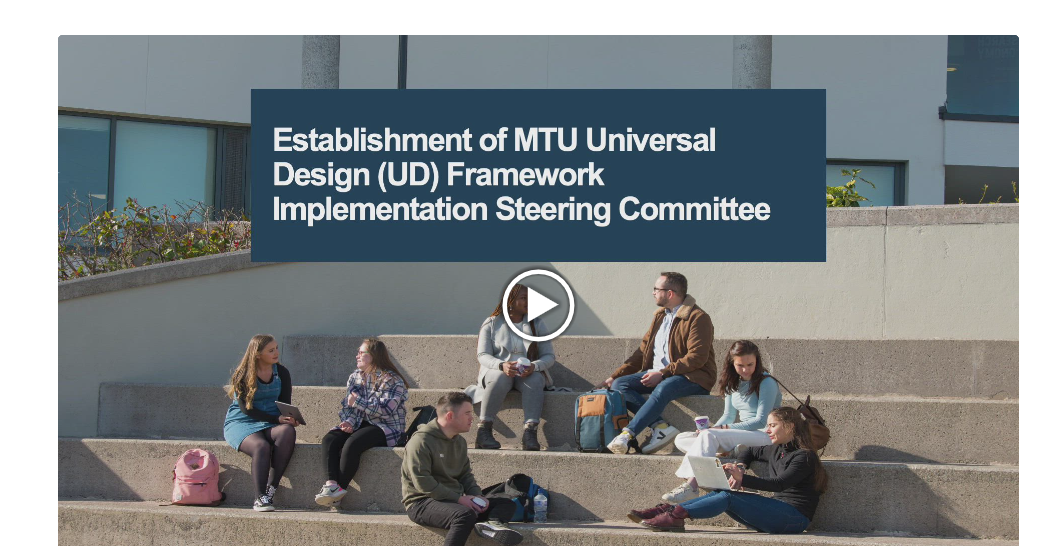 Establishment of MTU Universal
Design (UD) Framework
Implementation Steering Committee